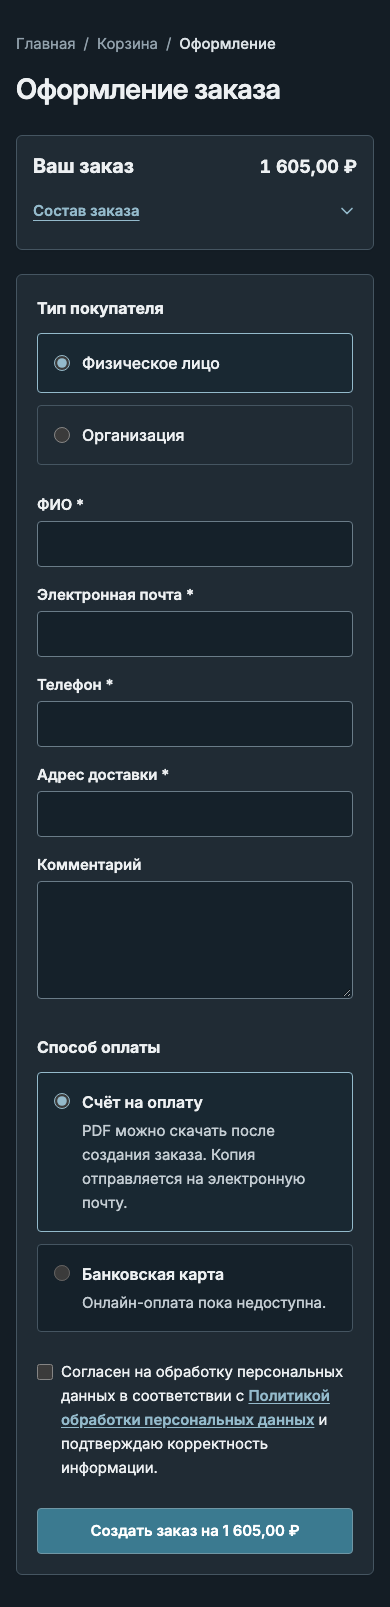 Главная / Корзина / Оформление
Оформление заказа
Ваш заказ 1 605,00 ₽
Состав заказа
Тип покупателя
Физическое лицо
Организация
ФИО *
Электронная почта *
Телефон *
Адрес доставки *
Комментарий
Способ оплаты
Счёт на оплату
PDF можно скачать после
создания заказа. Копия
отправляется на электронную
почту.
Банковская карта
Онлайн-оплата пока недоступна.
Согласен на обработку персональных
данных в соответствии с Политикой
обработки персональных данных и
подтверждаю корректность
информации.
Создать заказ на 1 605,00 ₽